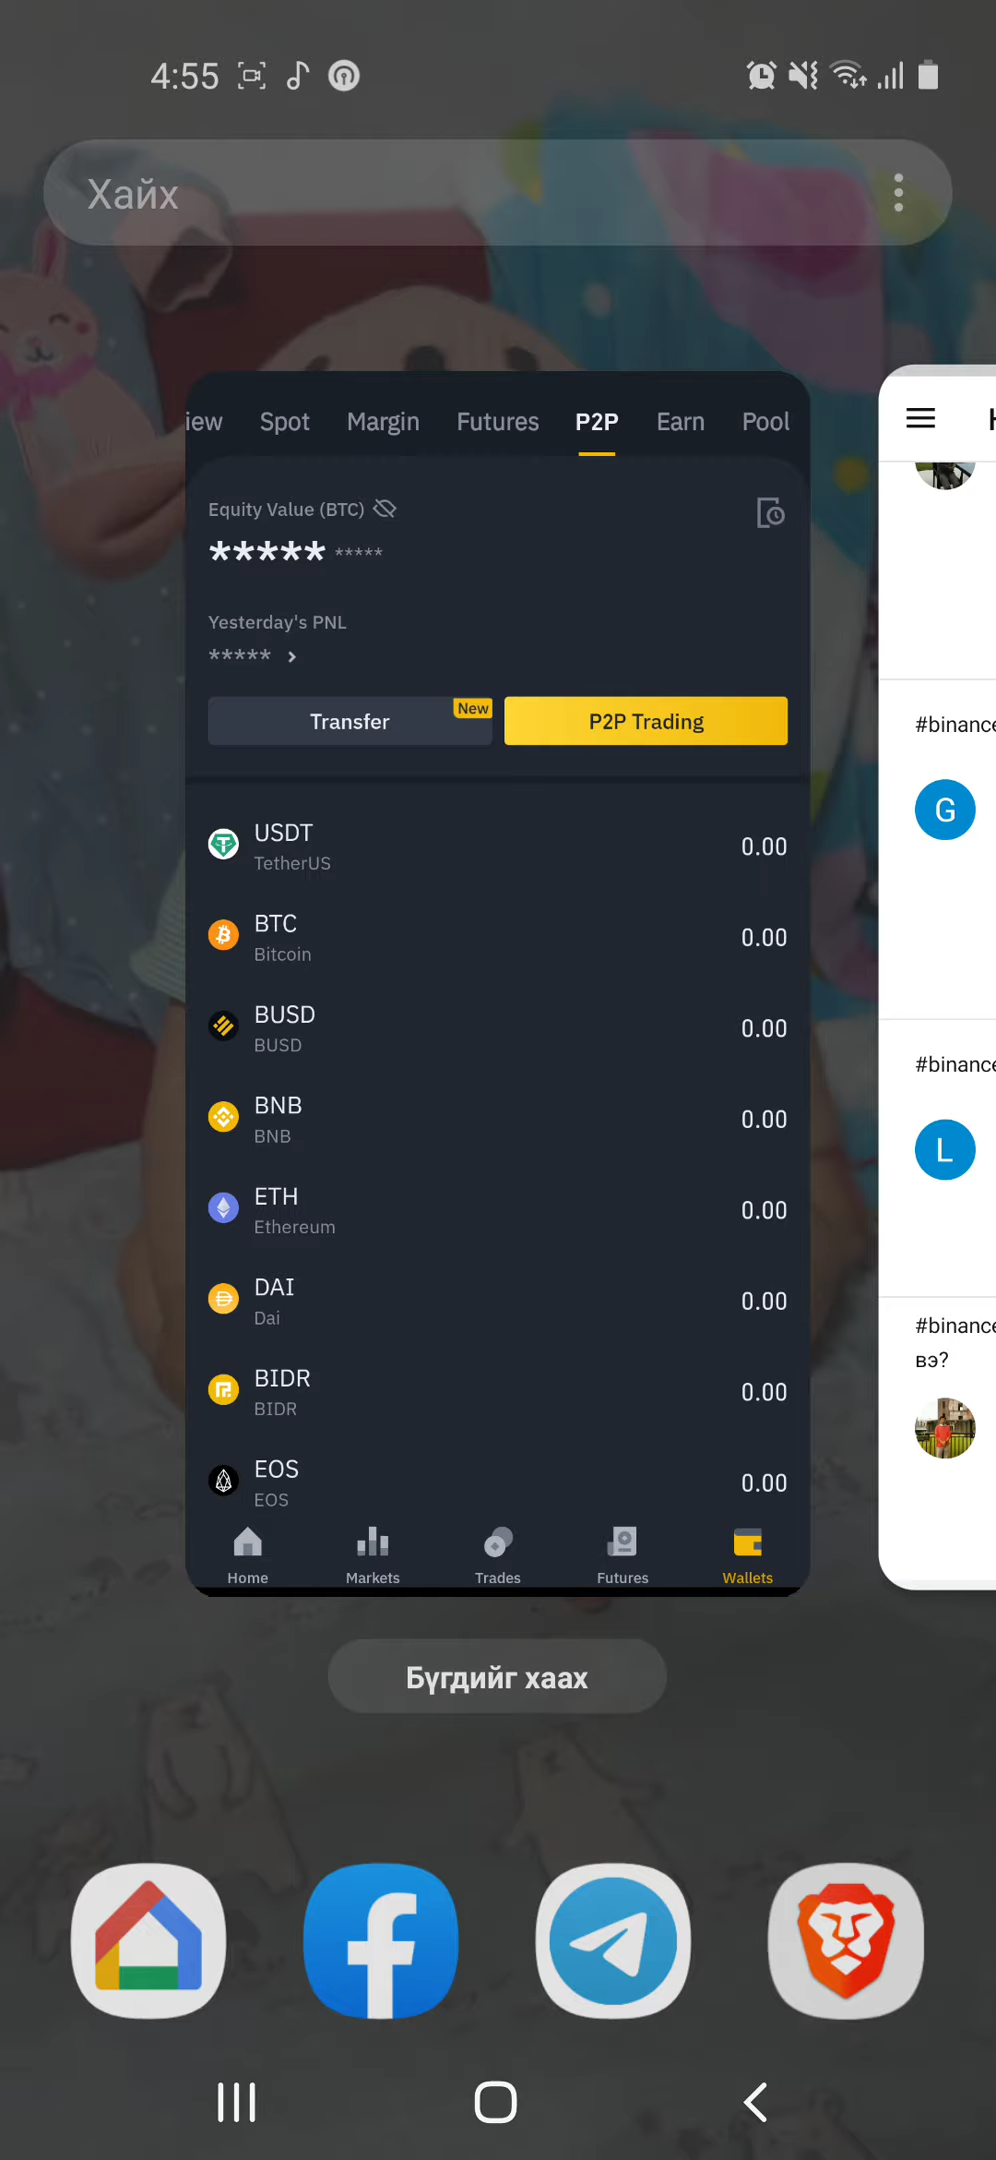 4:55
Хайх
iew Spot Margin Futures P2P Earn Pool
Equity Value (BTC)
***** *****
Yesterday's PNL
*****
Transfer New P2P Trading
USDT 0.00
TetherUS
BTC 0.00
Bitcoin
BUSD 0.00
BUSD
BNB 0.00
BNB
ETH 0.00
Ethereum
DAI 0.00
Dai
BIDR 0.00
BIDR
EOS 0.00
EOS
Home Markets Trades Futures Wallets
#binance
G
#binance
L
#binance
вэ?
Бүгдийг хаах